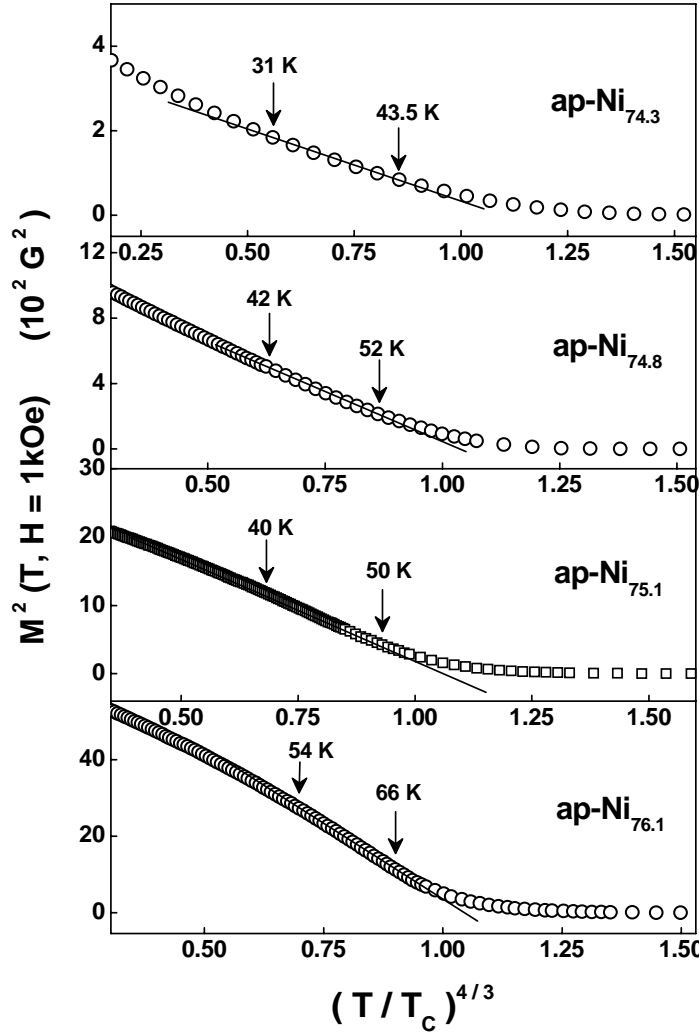 M² (T, H = 1kOe) (10² G²)
4
2
0
31 K
43.5 K
ap-Ni₇₄.₃
0.25 0.50 0.75 1.00 1.25 1.50
12
8
4
0
42 K
52 K
ap-Ni₇₄.₈
0.50 0.75 1.00 1.25 1.50
30
20
10
0
40 K
50 K
ap-Ni₇₅.₁
0.50 0.75 1.00 1.25 1.50
40
20
0
54 K
66 K
ap-Ni₇₆.₁
0.50 0.75 1.00 1.25 1.50
( T / T_C )^4/3